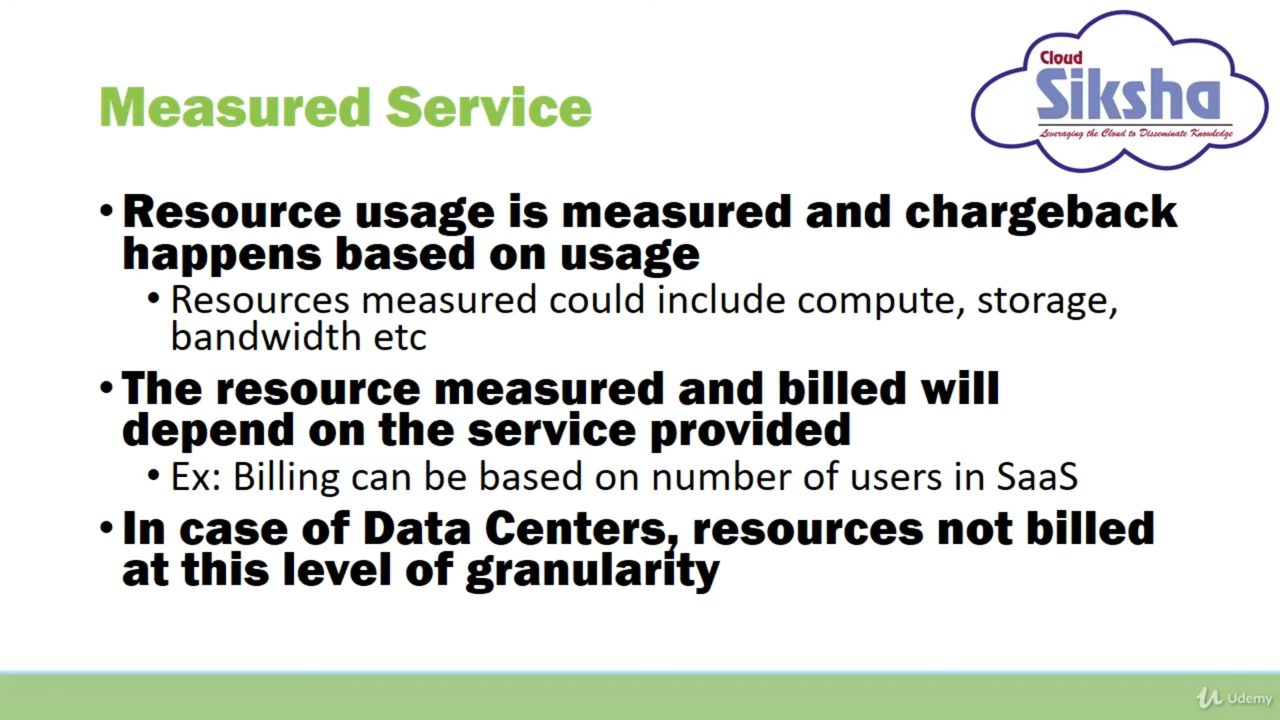 Cloud
Siksha
Leveraging the Cloud to Disseminate Knowledge
Measured Service
• Resource usage is measured and chargeback
happens based on usage
• Resources measured could include compute, storage,
bandwidth etc
• The resource measured and billed will
depend on the service provided
• Ex: Billing can be based on number of users in SaaS
• In case of Data Centers, resources not billed
at this level of granularity
Udemy